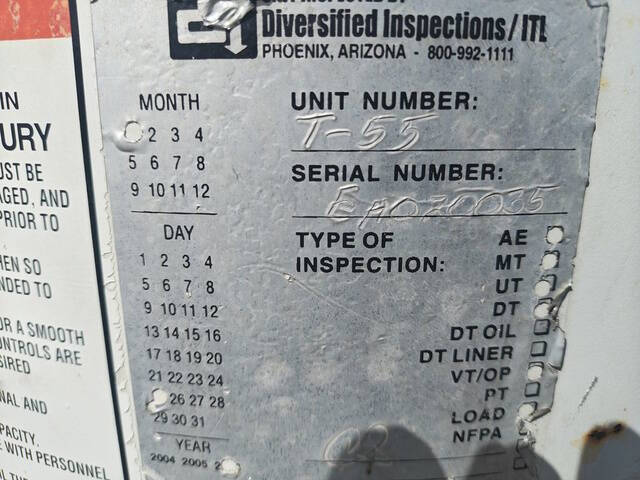 UNIT INSPECTED BY
Diversified Inspections/ITL
PHOENIX, ARIZONA - 800-992-1111
IN
URY
UST BE
AGED, AND
PRIOR TO
HEN SO
NDED TO
OR A SMOOTH
ONTROLS ARE
SIRED
NAL AND
PACITY.
E WITH PERSONNEL
MONTH
2 3 4
5 6 7 8
9 10 11 12
DAY
1 2 3 4
5 6 7 8
9 10 11 12
13 14 15 16
17 18 19 20
21 22 23 24
26 27 28
29 30 31
YEAR
2004 2005 2
UNIT NUMBER:
T-55
SERIAL NUMBER:
EA070035
TYPE OF
INSPECTION:
AE
MT
UT
DT
DT OIL
DT LINER
VT/OP
PT
LOAD
NFPA